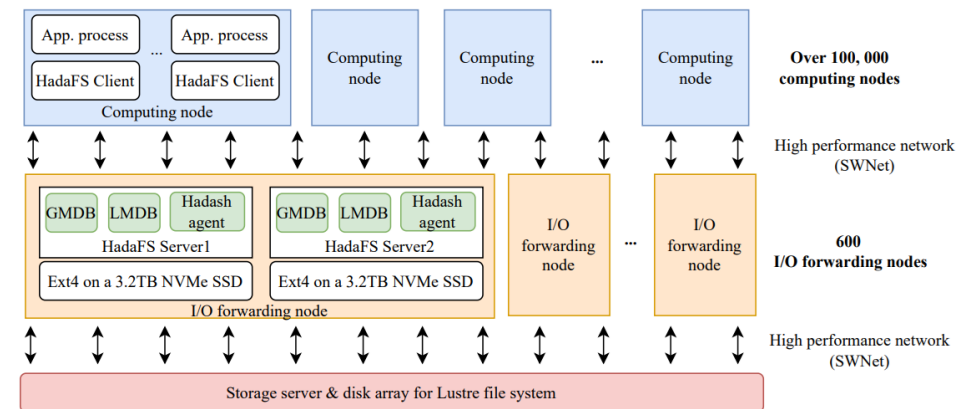 App. process
...
App. process
HadaFS Client
HadaFS Client
Computing node
Computing
node
Computing
node
...
Computing
node
Over 100, 000
computing nodes
High performance network
(SWNet)
GMDB
LMDB
Hadash
agent
HadaFS Server1
Ext4 on a 3.2TB NVMe SSD
GMDB
LMDB
Hadash
agent
HadaFS Server2
Ext4 on a 3.2TB NVMe SSD
I/O forwarding node
I/O
forwarding
node
...
I/O
forwarding
node
600
I/O forwarding nodes
High performance network
(SWNet)
Storage server & disk array for Lustre file system